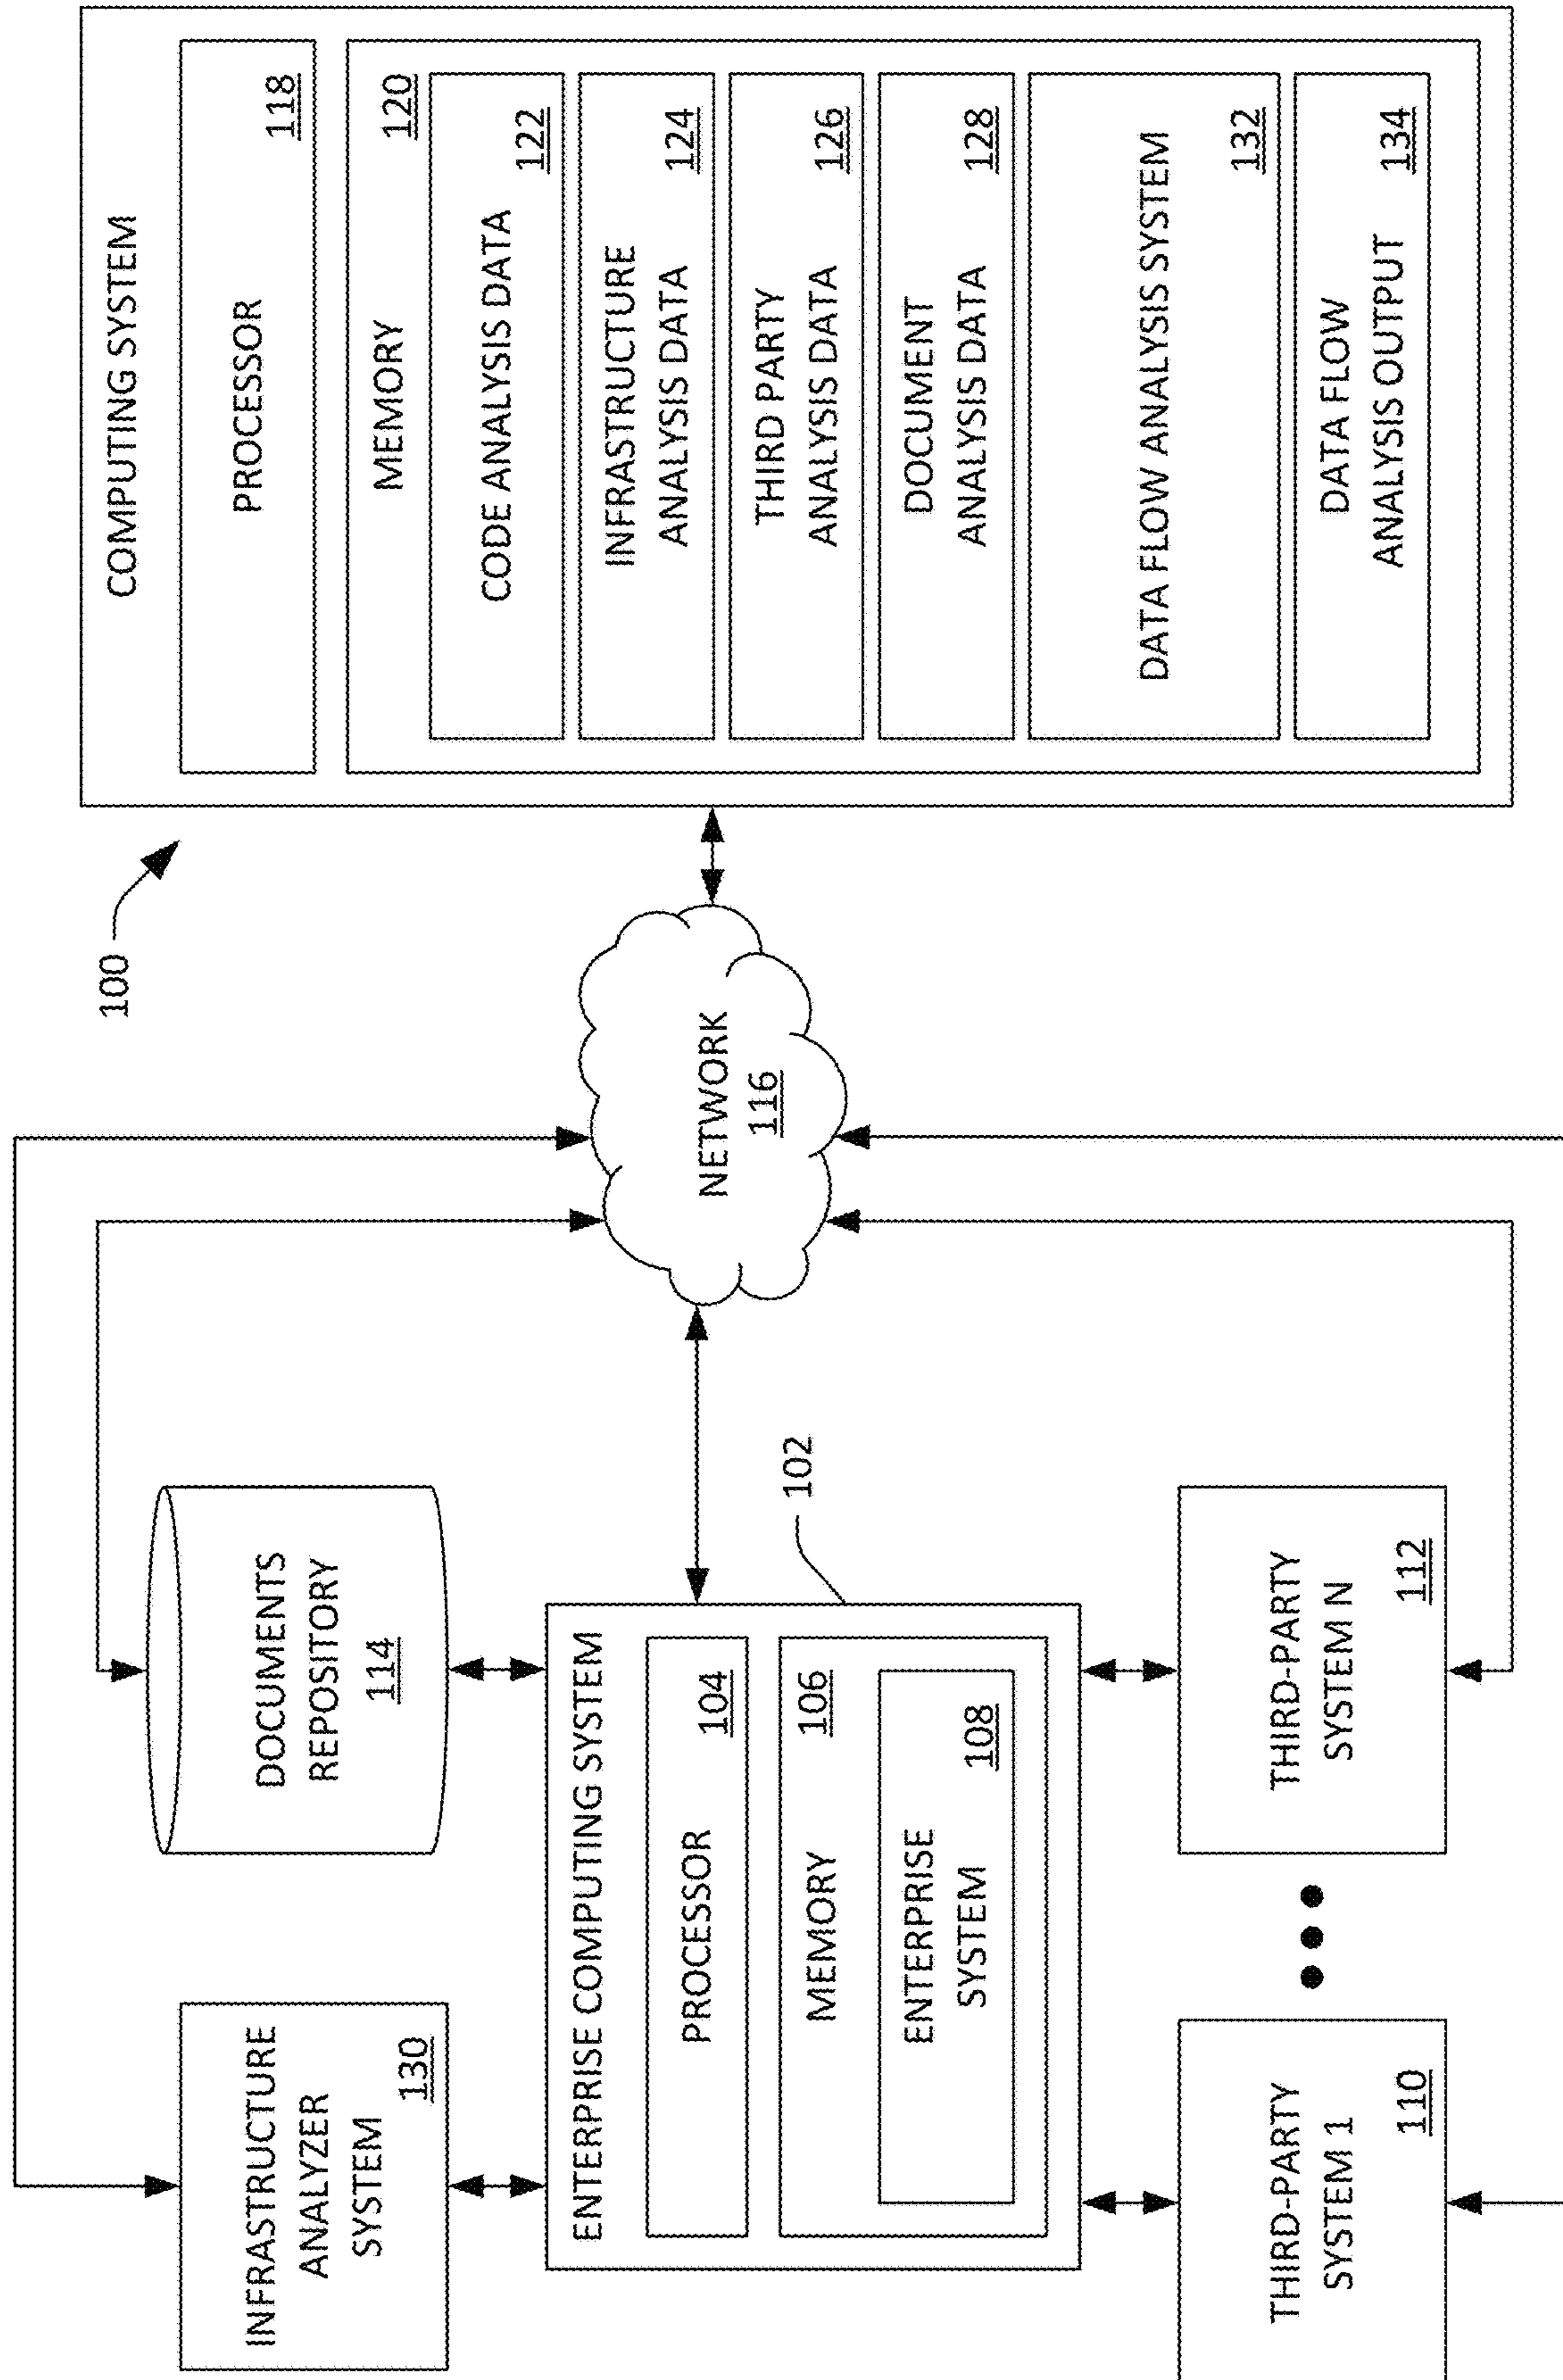 INFRASTRUCTURE
ANALYZER
SYSTEM
130
DOCUMENTS
REPOSITORY
114
ENTERPRISE COMPUTING SYSTEM
PROCESSOR
104
MEMORY
106
ENTERPRISE
SYSTEM
108
102
THIRD-PARTY
SYSTEM 1
110
THIRD-PARTY
SYSTEM N
112
NETWORK
116
100
COMPUTING SYSTEM
PROCESSOR
118
MEMORY
120
CODE ANALYSIS DATA
122
INFRASTRUCTURE
ANALYSIS DATA
124
THIRD PARTY
ANALYSIS DATA
126
DOCUMENT
ANALYSIS DATA
128
DATA FLOW ANALYSIS SYSTEM
132
DATA FLOW
ANALYSIS OUTPUT
134